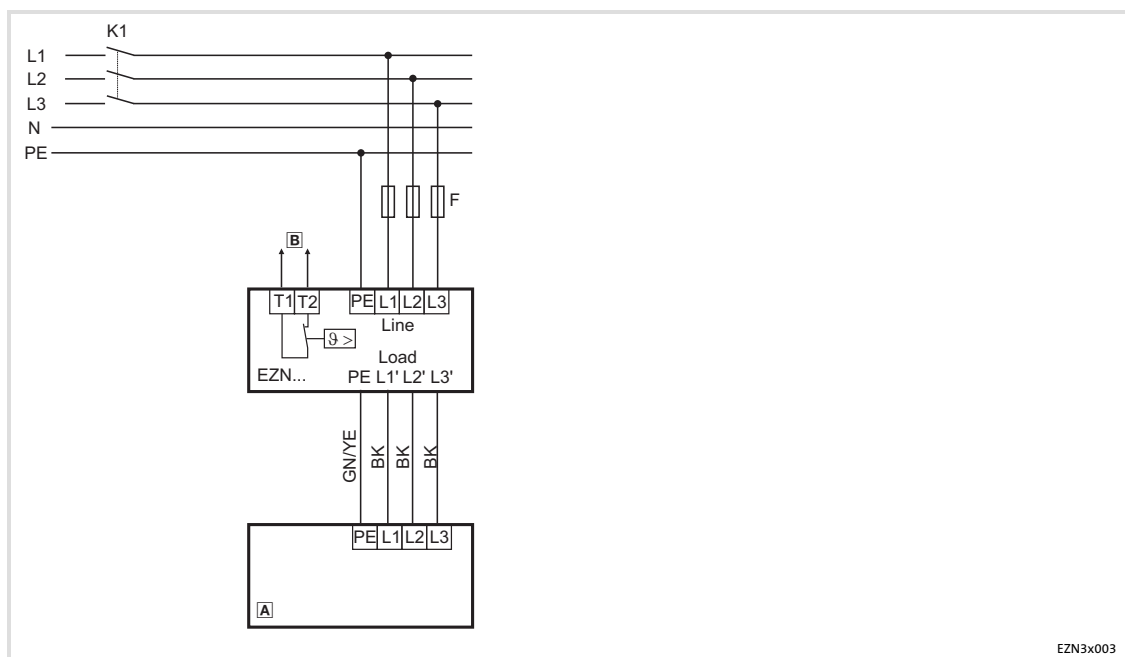 K1
L1
L2
L3
N
PE
F
B
T1 T2 PE L1 L2 L3
Line
ϑ >
Load
EZN... PE L1' L2' L3'
GN/YE BK BK BK
PE L1 L2 L3
A
EZN3x003